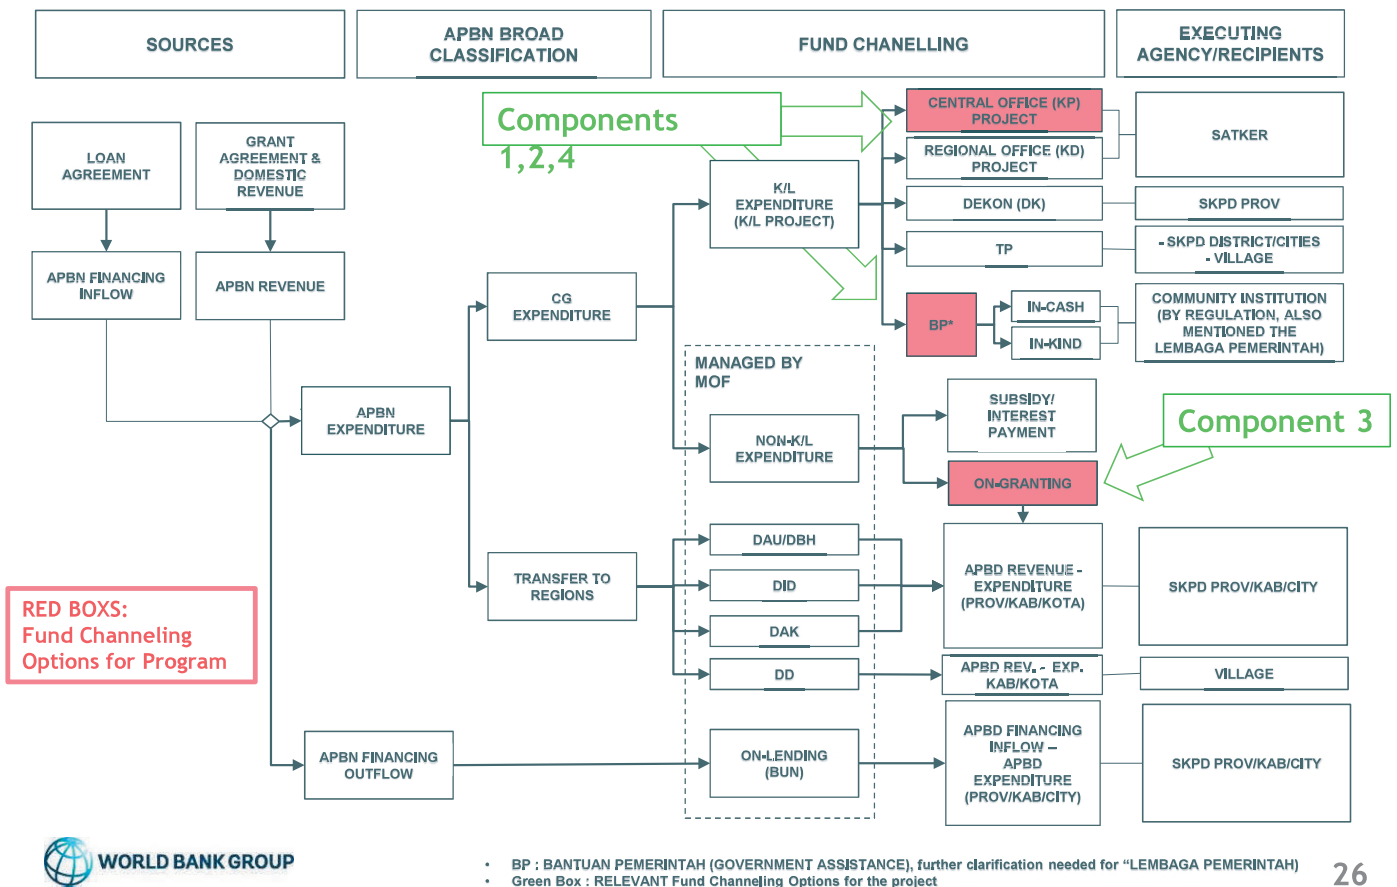 SOURCES
APBN BROAD
CLASSIFICATION
FUND CHANELLING
EXECUTING
AGENCY/RECIPIENTS
Components
1,2,4
CENTRAL OFFICE (KP)
PROJECT
REGIONAL OFFICE (KD)
PROJECT
SATKER
LOAN
AGREEMENT
GRANT
AGREEMENT &
DOMESTIC
REVENUE
K/L
EXPENDITURE
(K/L PROJECT)
DEKON (DK)
SKPD PROV
TP
- SKPD DISTRICT/CITIES
- VILLAGE
APBN FINANCING
INFLOW
APBN REVENUE
CG
EXPENDITURE
BP*
IN-CASH
IN-KIND
COMMUNITY INSTITUTION
(BY REGULATION, ALSO
MENTIONED THE
LEMBAGA PEMERINTAH)
MANAGED BY
MOF
APBN
EXPENDITURE
NON-K/L
EXPENDITURE
SUBSIDY/
INTEREST
PAYMENT
Component 3
ON-GRANTING
TRANSFER TO
REGIONS
DAU/DBH
DID
DAK
DD
APBD REVENUE -
EXPENDITURE
(PROV/KAB/KOTA)
SKPD PROV/KAB/CITY
APBD REV. - EXP.
KAB/KOTA
VILLAGE
RED BOXS:
Fund Channeling
Options for Program
APBN FINANCING
OUTFLOW
ON-LENDING
(BUN)
APBD FINANCING
INFLOW –
APBD
EXPENDITURE
(PROV/KAB/CITY)
SKPD PROV/KAB/CITY
WORLD BANK GROUP
• BP : BANTUAN PEMERINTAH (GOVERNMENT ASSISTANCE), further clarification needed for “LEMBAGA PEMERINTAH)
• Green Box : RELEVANT Fund Channeling Options for the project
26